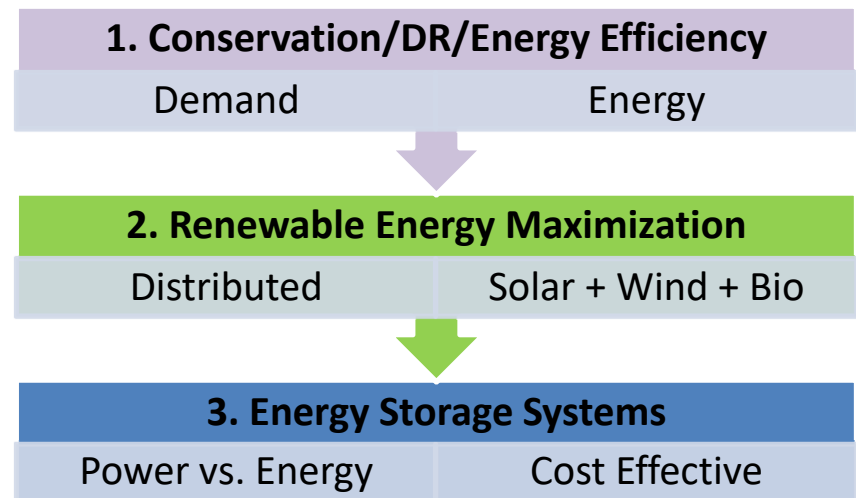 1. Conservation/DR/Energy Efficiency
Demand Energy
2. Renewable Energy Maximization
Distributed Solar + Wind + Bio
3. Energy Storage Systems
Power vs. Energy Cost Effective